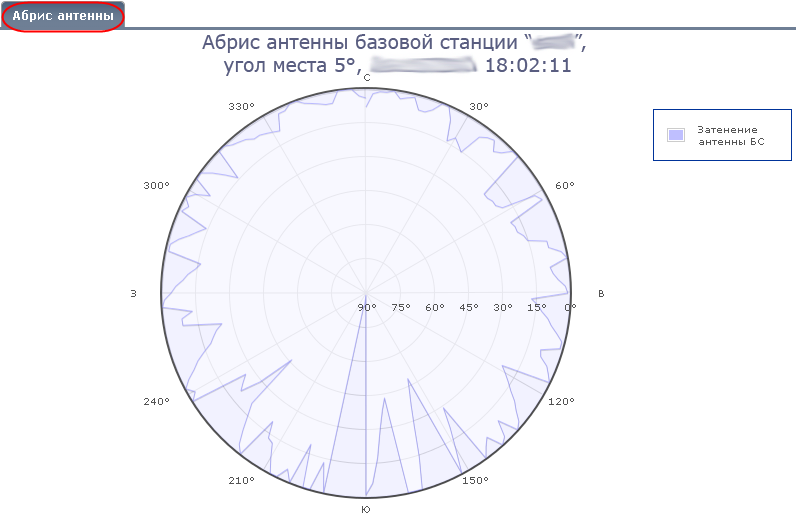 Абрис антенны
Абрис антенны базовой станции “ ”,
угол места 5°, 18:02:11
С
330° 30°
Затенение
антенны БС
300° 60°
З В
90° 75° 60° 45° 30° 15° 0°
240° 120°
210° 150°
Ю